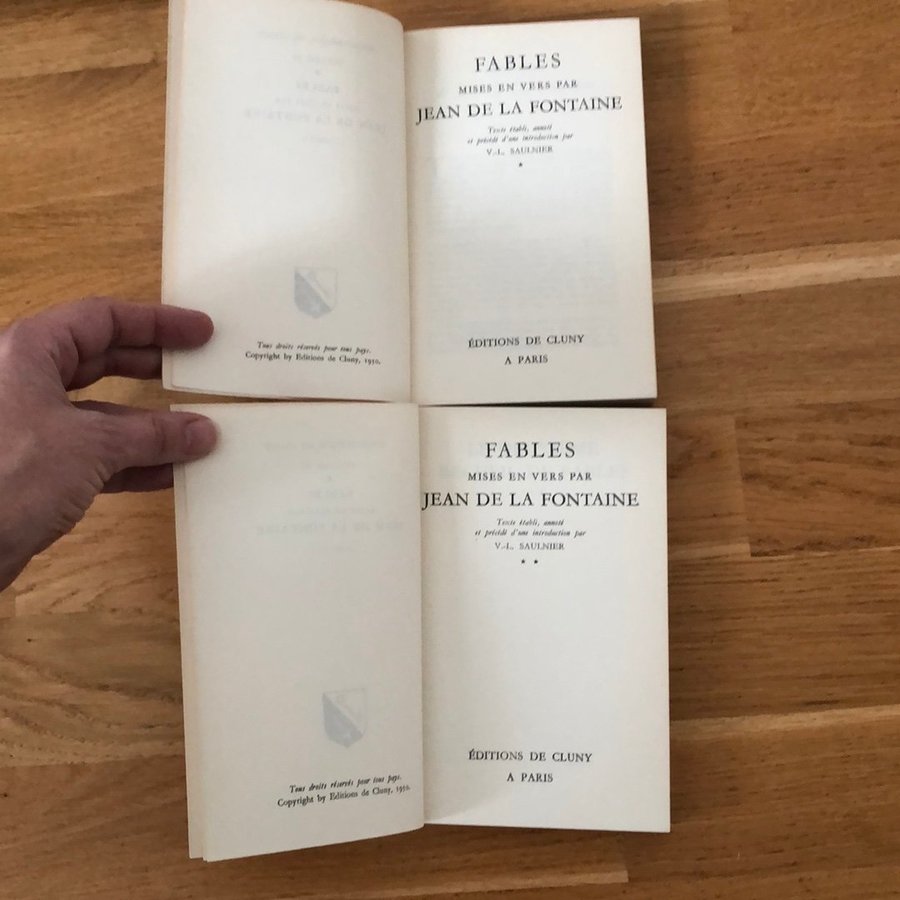 FABLES
MISES EN VERS PAR
JEAN DE LA FONTAINE
Texte établi, annoté
et précédé d'une introduction par
V.-L. SAULNIER
★
ÉDITIONS DE CLUNY
A PARIS
Tous droits réservés pour tous pays.
Copyright by Editions de Cluny, 1950.
FABLES
MISES EN VERS PAR
JEAN DE LA FONTAINE
Texte établi, annoté
et précédé d'une introduction par
V.-L. SAULNIER
★ ★
ÉDITIONS DE CLUNY
A PARIS
Tous droits réservés pour tous pays.
Copyright by Editions de Cluny, 1950.